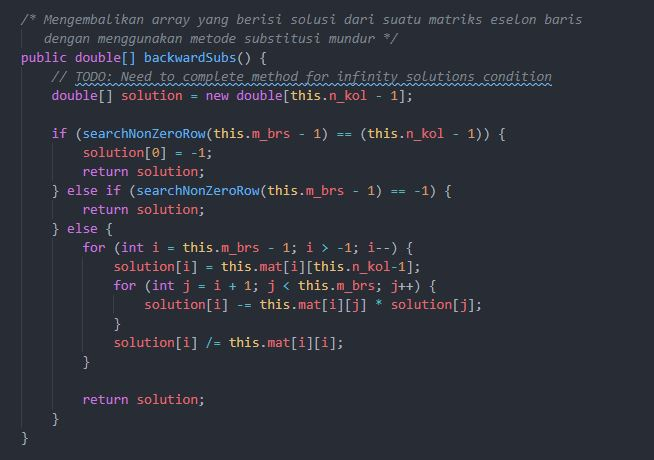 /* Mengembalikan array yang berisi solusi dari suatu matriks eselon baris
dengan menggunakan metode substitusi mundur */
public double[] backwardSubs() {
// TODO: Need to complete method for infinity solutions condition
double[] solution = new double[this.n_kol - 1];
if (searchNonZeroRow(this.m_brs - 1) == (this.n_kol - 1)) {
solution[0] = -1;
return solution;
} else if (searchNonZeroRow(this.m_brs - 1) == -1) {
return solution;
} else {
for (int i = this.m_brs - 1; i > -1; i--) {
solution[i] = this.mat[i][this.n_kol-1];
for (int j = i + 1; j < this.m_brs; j++) {
solution[i] -= this.mat[i][j] * solution[j];
}
solution[i] /= this.mat[i][i];
}
return solution;
}
}